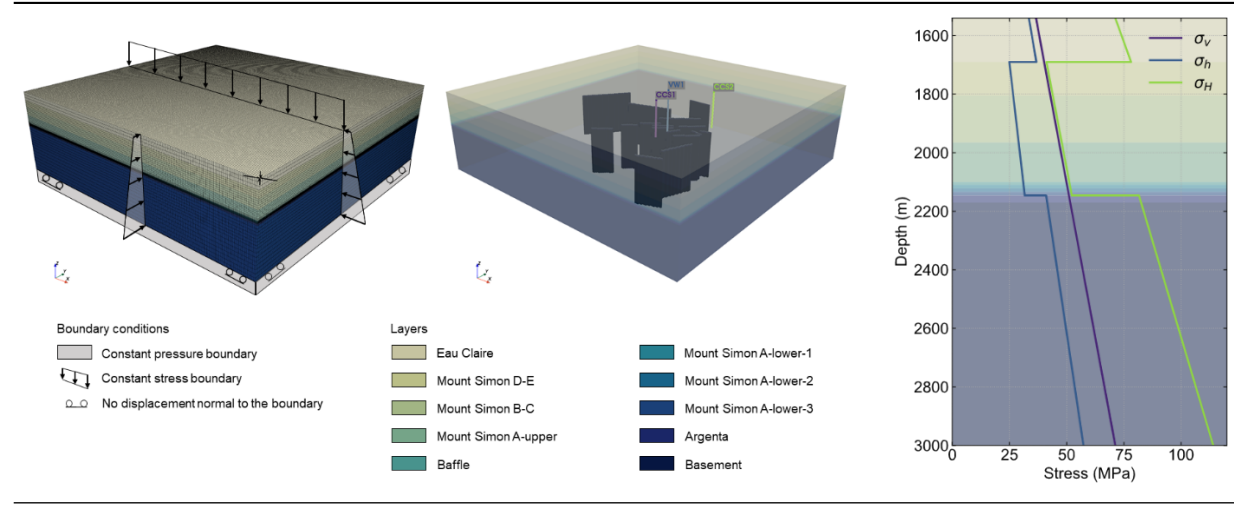 VW1
CCS1
CCS2
Boundary conditions
Constant pressure boundary
Constant stress boundary
No displacement normal to the boundary
Layers
Eau Claire
Mount Simon D-E
Mount Simon B-C
Mount Simon A-upper
Baffle
Mount Simon A-lower-1
Mount Simon A-lower-2
Mount Simon A-lower-3
Argenta
Basement
σv
σh
σH
Depth (m)
1600
1800
2000
2200
2400
2600
2800
3000
0 25 50 75 100
Stress (MPa)